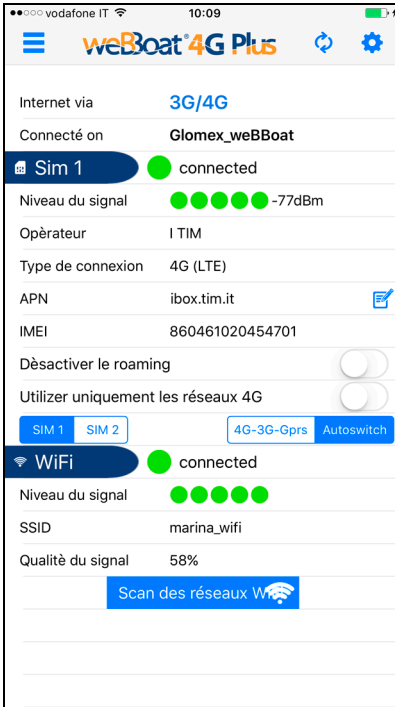 vodafone IT 10:09
weBBoat 4G Plus
Internet via 3G/4G
Connecté on Glomex_weBBoat
Sim 1 connected
Niveau du signal -77dBm
Opèrateur I TIM
Type de connexion 4G (LTE)
APN ibox.tim.it
IMEI 860461020454701
Dèsactiver le roaming
Utilizer uniquement les réseaux 4G
SIM 1 SIM 2 4G-3G-Gprs Autoswitch
WiFi connected
Niveau du signal
SSID marina_wifi
Qualitè du signal 58%
Scan des réseaux